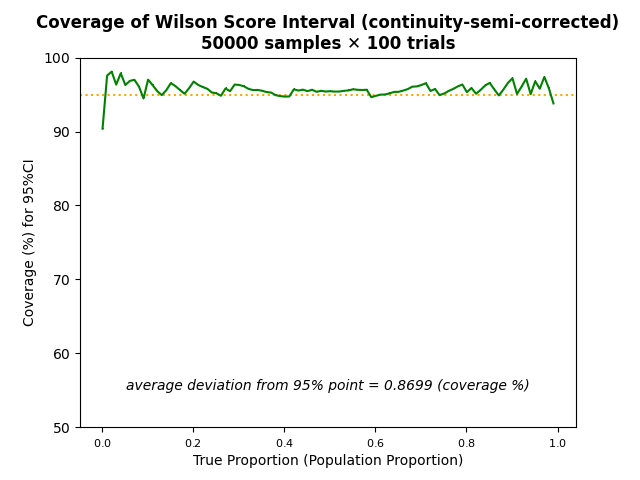 Coverage of Wilson Score Interval (continuity-semi-corrected)
50000 samples × 100 trials
100
90
80
70
60
50
Coverage (%) for 95%CI
average deviation from 95% point = 0.8699 (coverage %)
0.0 0.2 0.4 0.6 0.8 1.0
True Proportion (Population Proportion)